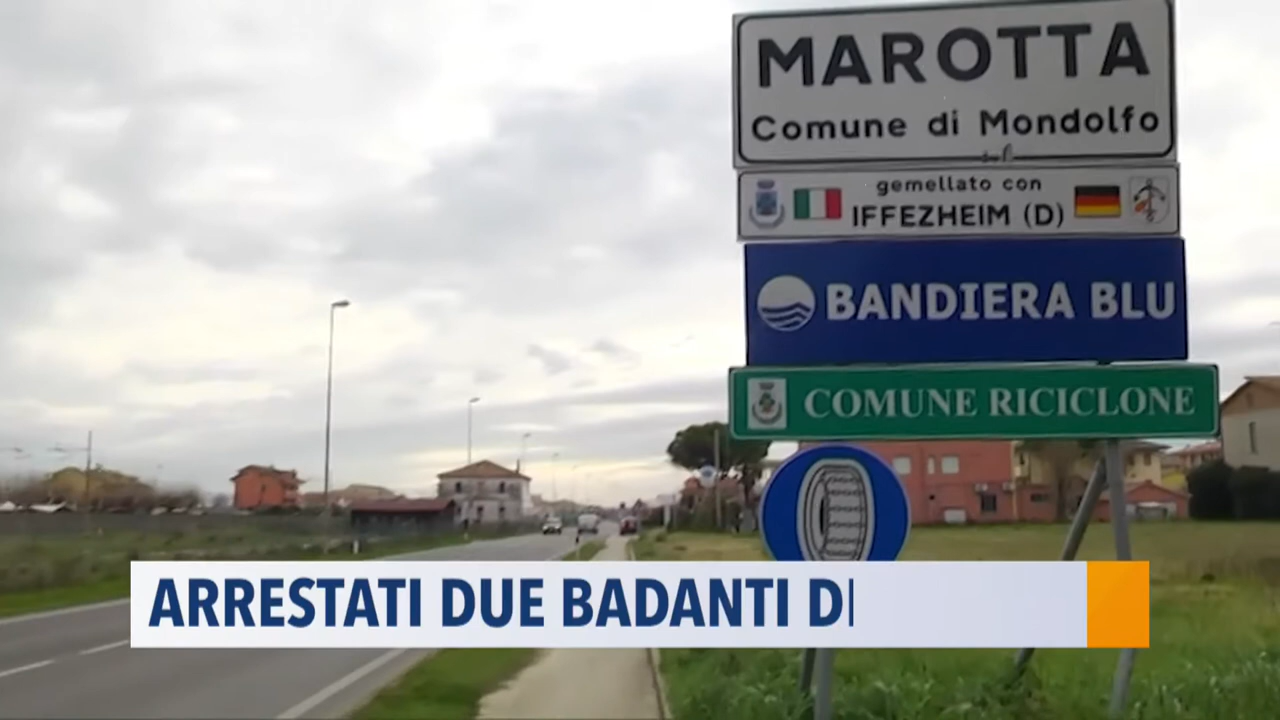 MAROTTA
Comune di Mondolfo
gemellato con
IFFEZHEIM (D)
BANDIERA BLU
COMUNE RICICLONE
ARRESTATI DUE BADANTI DI